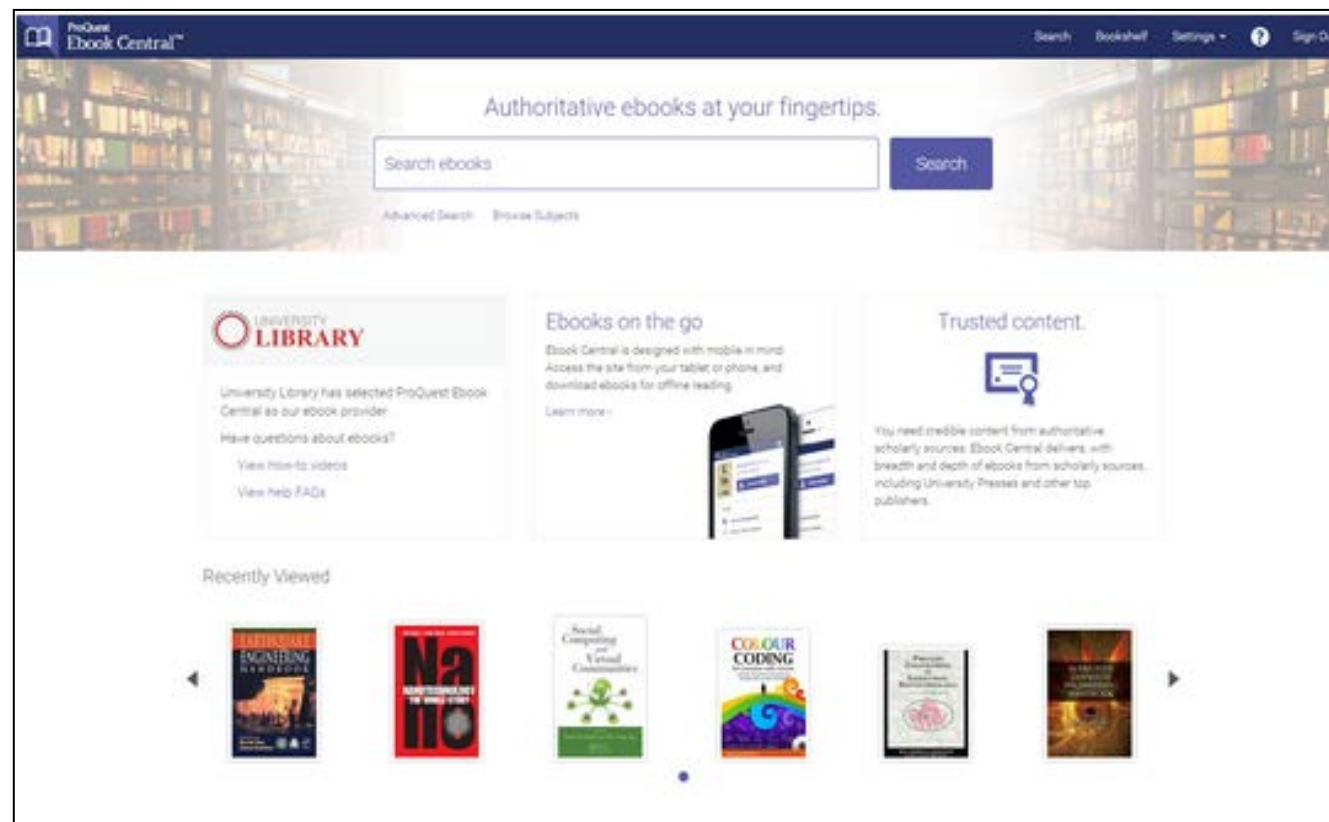 ProQuest
Ebook Central™
Search Bookshelf Settings ? Sign O
Authoritative ebooks at your fingertips.
Search ebooks
Search
Advanced Search Browse Subjects
UNIVERSITY
LIBRARY
University Library has selected ProQuest Ebook
Central as our ebook provider.
Have questions about ebooks?
View how-to videos
View help FAQs
Ebooks on the go
Ebook Central is designed with mobile in mind.
Access the site from your tablet or phone, and
download ebooks for offline reading.
Learn more ›
Trusted content.
You need credible content from authoritative
scholarly sources. Ebook Central delivers, with
breadth and depth of ebooks from scholarly sources,
including University Presses and other top
publishers.
Recently Viewed
EARTHQUAKE
ENGINEERING
HANDBOOK
Na
NANOTECHNOLOGY
THE WHOLE STORY
no
Social
Computing
and
Virtual
Communities
COLOUR
CODING